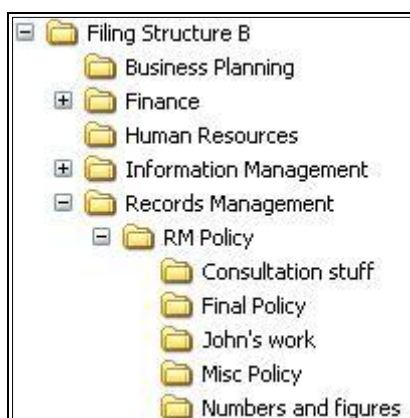 Filing Structure B
Business Planning
Finance
Human Resources
Information Management
Records Management
RM Policy
Consultation stuff
Final Policy
John's work
Misc Policy
Numbers and figures